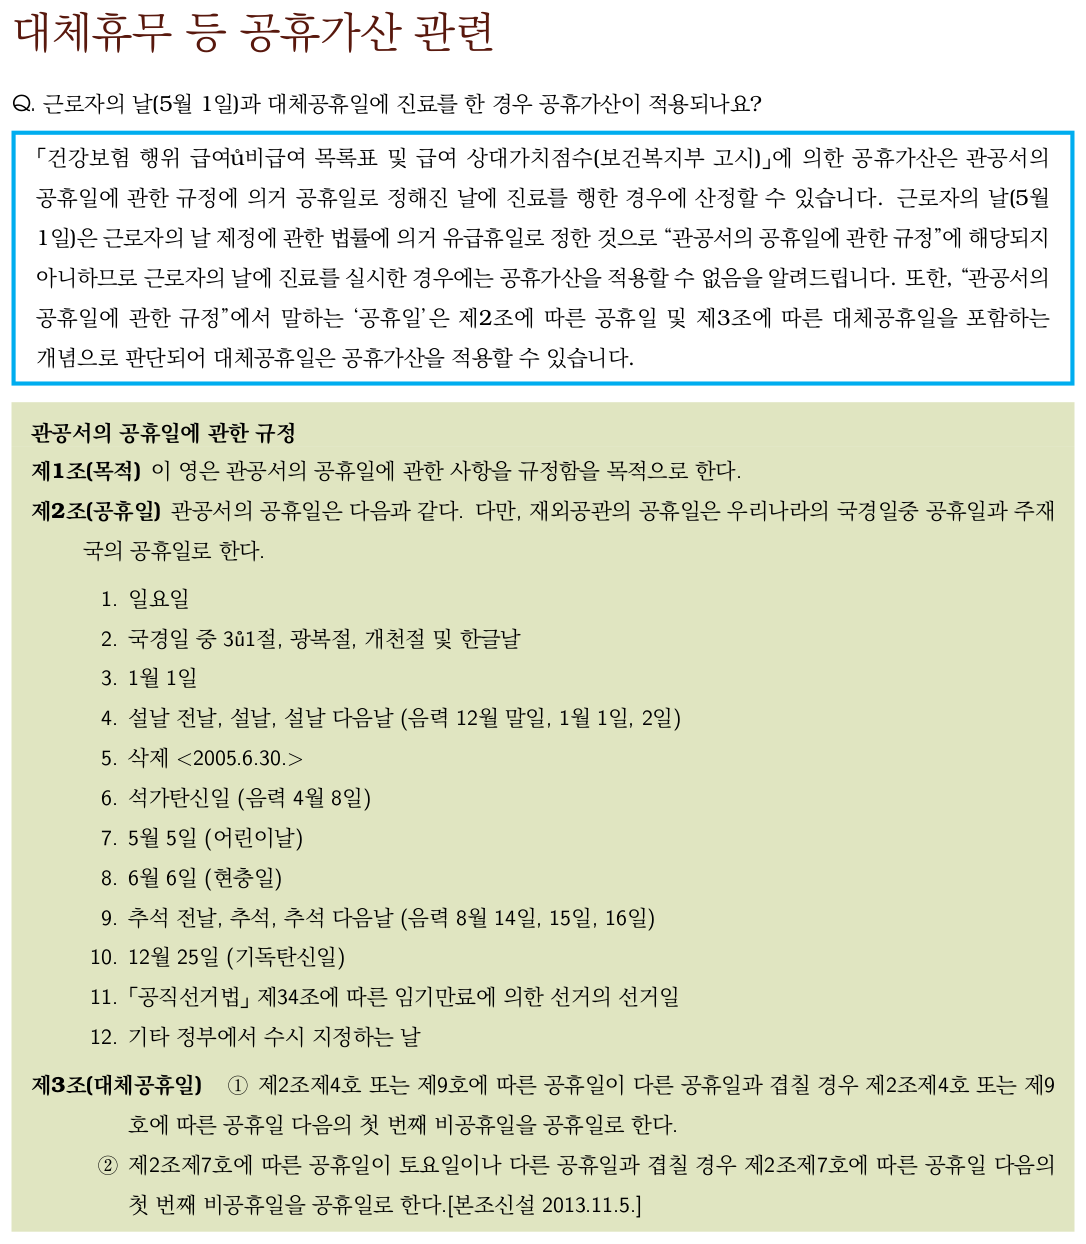 대체휴무 등 공휴가산 관련
Q. 근로자의 날(5월 1일)과 대체공휴일에 진료를 한 경우 공휴가산이 적용되나요?
「건강보험 행위 급여ů비급여 목록표 및 급여 상대가치점수(보건복지부 고시)」에 의한 공휴가산은 관공서의
공휴일에 관한 규정에 의거 공휴일로 정해진 날에 진료를 행한 경우에 산정할 수 있습니다. 근로자의 날(5월
1일)은 근로자의 날 제정에 관한 법률에 의거 유급휴일로 정한 것으로 “관공서의 공휴일에 관한 규정”에 해당되지
아니하므로 근로자의 날에 진료를 실시한 경우에는 공휴가산을 적용할 수 없음을 알려드립니다. 또한, “관공서의
공휴일에 관한 규정”에서 말하는 ‘공휴일’은 제2조에 따른 공휴일 및 제3조에 따른 대체공휴일을 포함하는
개념으로 판단되어 대체공휴일은 공휴가산을 적용할 수 있습니다.
관공서의 공휴일에 관한 규정
제1조(목적) 이 영은 관공서의 공휴일에 관한 사항을 규정함을 목적으로 한다.
제2조(공휴일) 관공서의 공휴일은 다음과 같다. 다만, 재외공관의 공휴일은 우리나라의 국경일중 공휴일과 주재
국의 공휴일로 한다.
1. 일요일
2. 국경일 중 3ů1절, 광복절, 개천절 및 한글날
3. 1월 1일
4. 설날 전날, 설날, 설날 다음날 (음력 12월 말일, 1월 1일, 2일)
5. 삭제 <2005.6.30.>
6. 석가탄신일 (음력 4월 8일)
7. 5월 5일 (어린이날)
8. 6월 6일 (현충일)
9. 추석 전날, 추석, 추석 다음날 (음력 8월 14일, 15일, 16일)
10. 12월 25일 (기독탄신일)
11. 「공직선거법」 제34조에 따른 임기만료에 의한 선거의 선거일
12. 기타 정부에서 수시 지정하는 날
제3조(대체공휴일) ① 제2조제4호 또는 제9호에 따른 공휴일이 다른 공휴일과 겹칠 경우 제2조제4호 또는 제9
호에 따른 공휴일 다음의 첫 번째 비공휴일을 공휴일로 한다.
② 제2조제7호에 따른 공휴일이 토요일이나 다른 공휴일과 겹칠 경우 제2조제7호에 따른 공휴일 다음의
첫 번째 비공휴일을 공휴일로 한다.[본조신설 2013.11.5.]